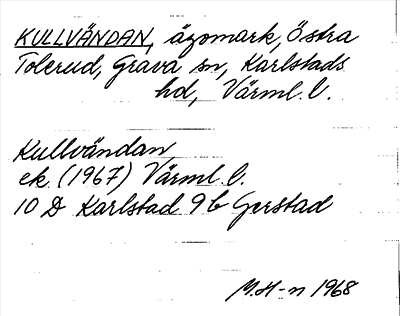 KULLVÄNDAN, ägomark, Östra
Tolerud, Grava sn, Karlstads
hd, Värml. l.
Kullvändan
ek. (1967) Värml. l.
10 D Karlstad 9 b Gerstad
M.H-n 1968